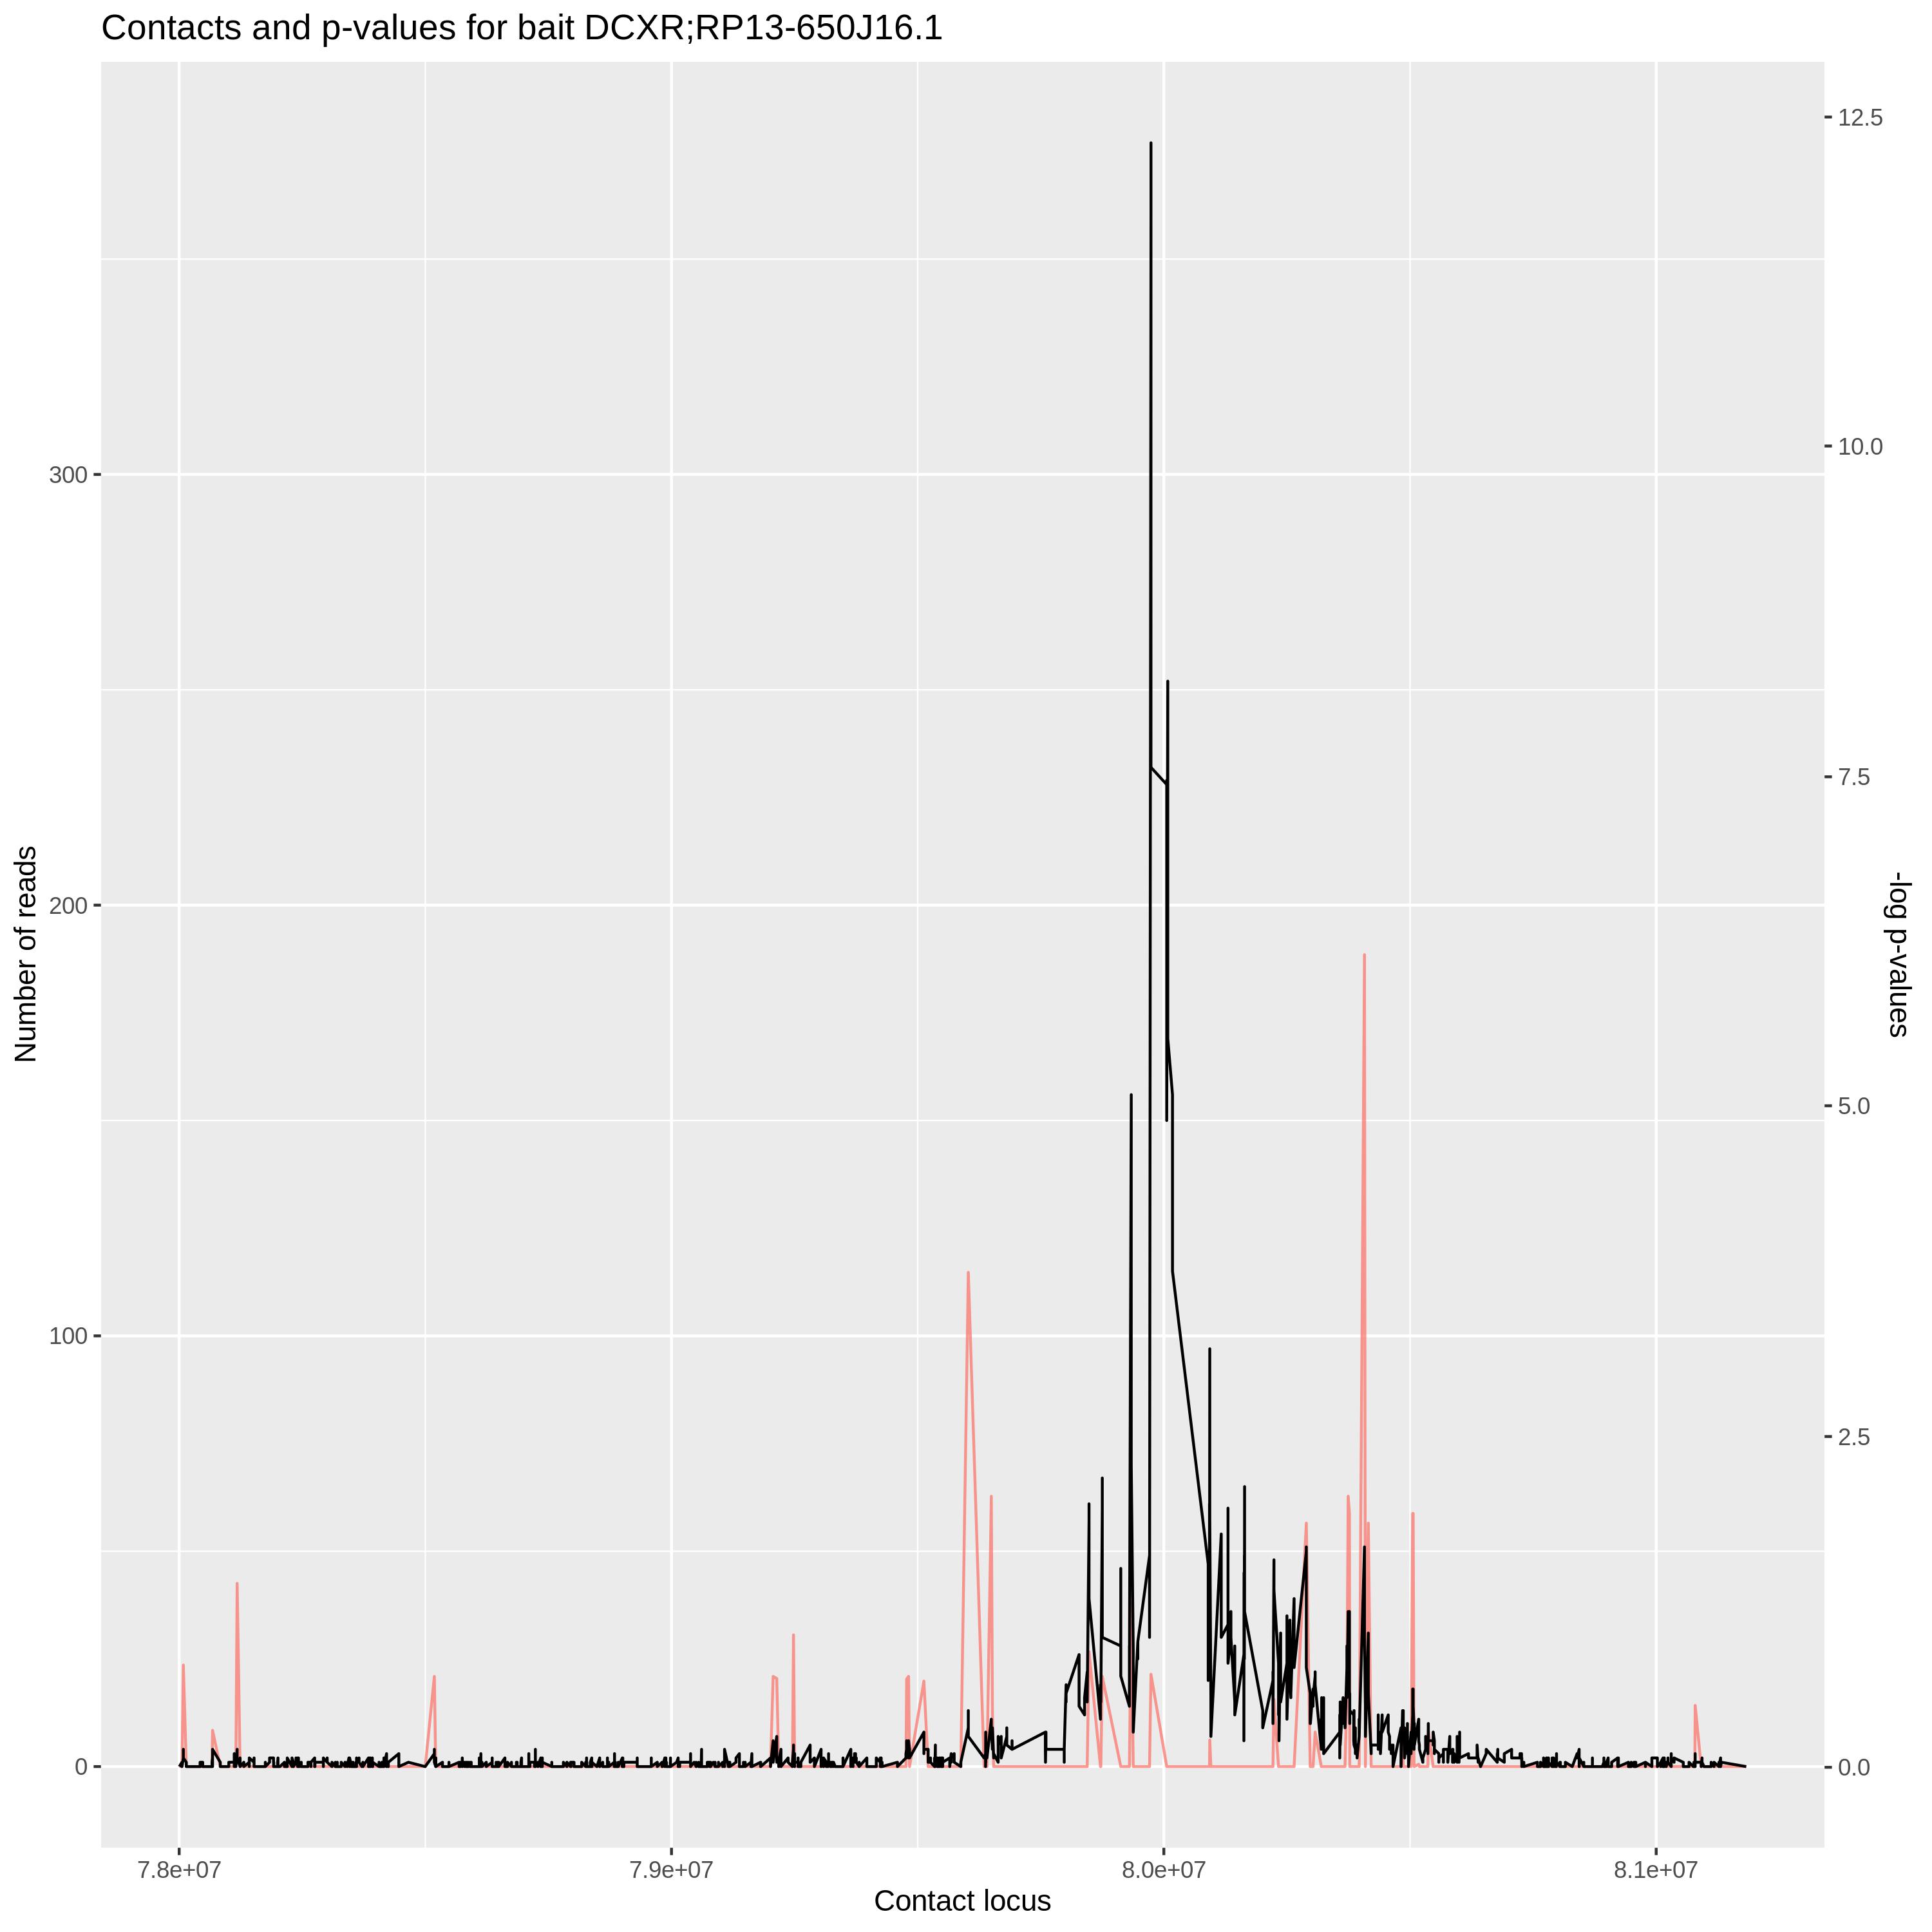 Contacts and p-values for bait DCXR;RP13-650J16.1
12.5
10.0
7.5
5.0
2.5
0.0
300
200
100
0
Number of reads
-log p-values
7.8e+07
7.9e+07
8.0e+07
8.1e+07
Contact locus